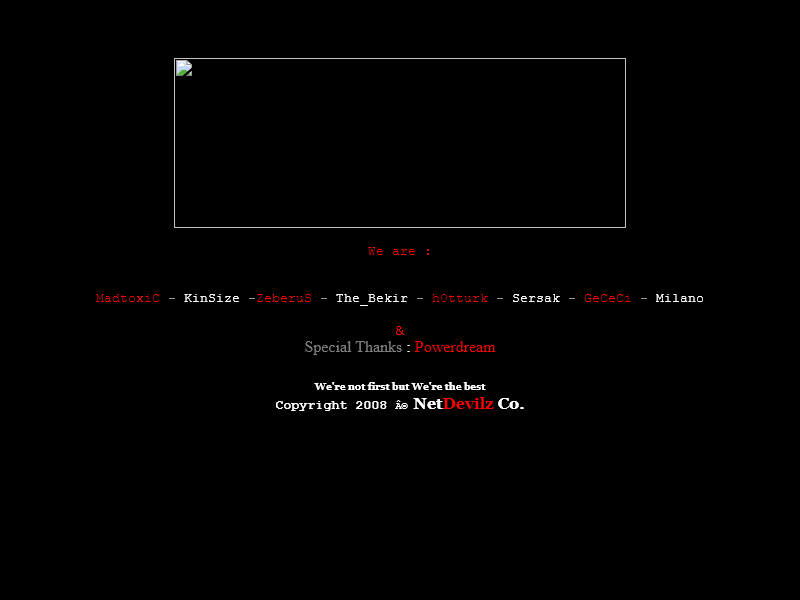 We are :
MadtoxiC - KinSize -ZeberuS - The_Bekir - h0tturk - Sersak - GeCeCi - Milano
&
Special Thanks : Powerdream
We're not first but We're the best
Copyright 2008 Â© NetDevilz Co.